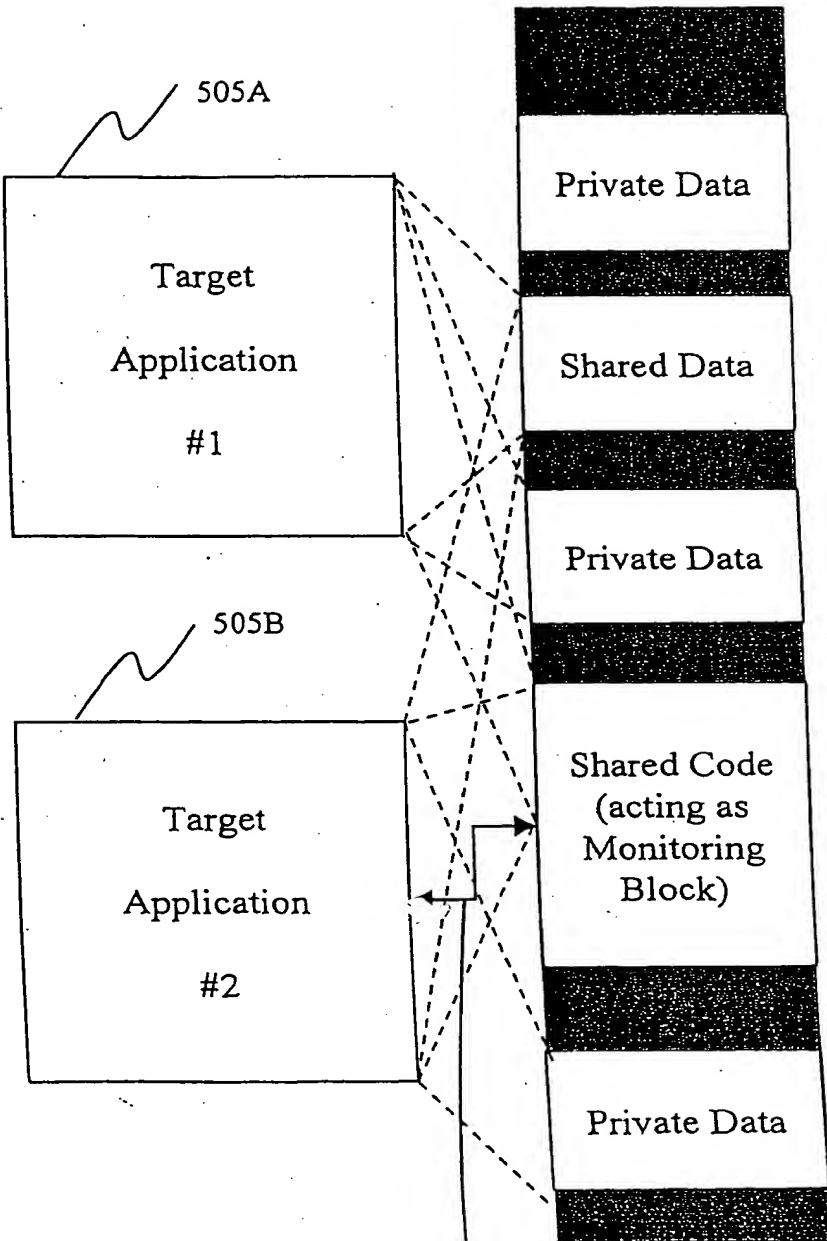 505A
Target
Application
#1
505B
Target
Application
#2
Private Data
Shared Data
Private Data
Shared Code
(acting as
Monitoring
Block)
Private Data